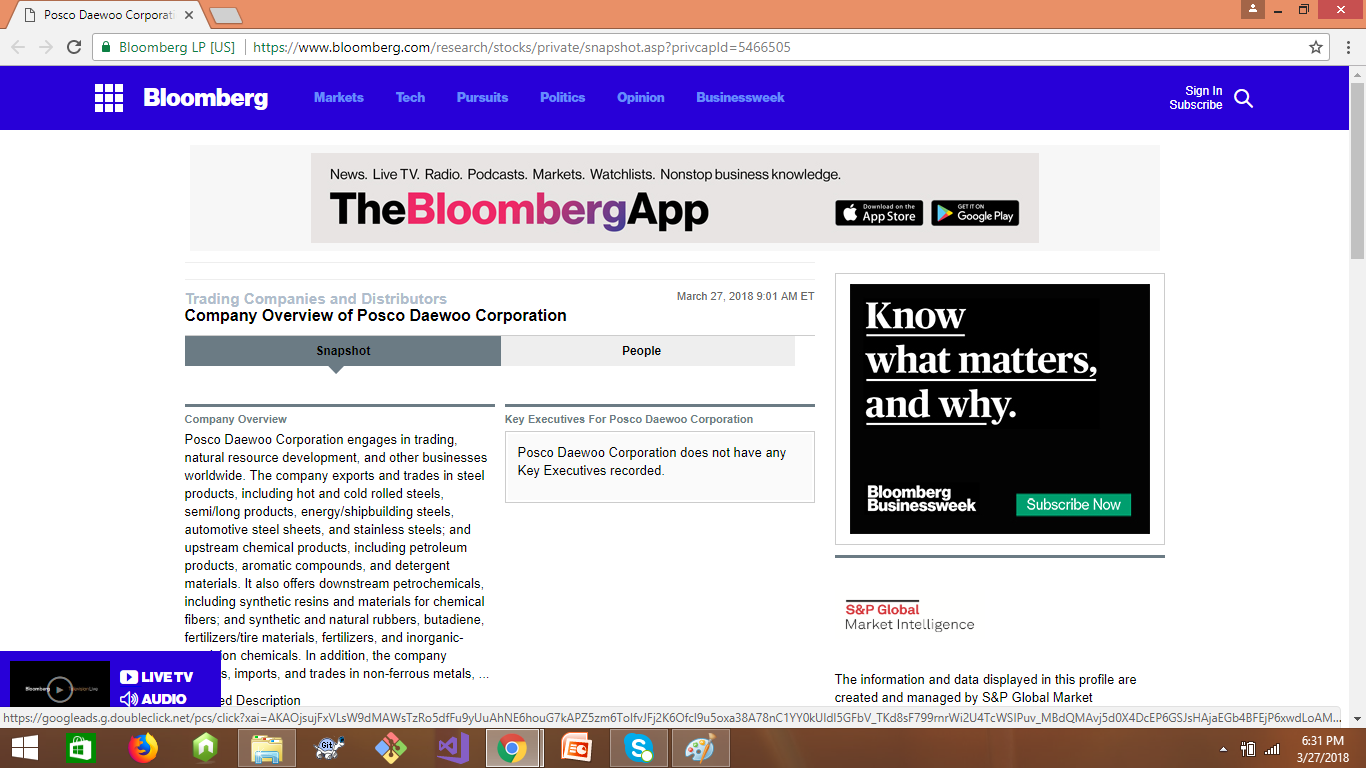 Posco Daewoo Corporati
Bloomberg LP [US] https://www.bloomberg.com/research/stocks/private/snapshot.asp?privcapId=5466505
Bloomberg Markets Tech Pursuits Politics Opinion Businessweek
Sign In
Subscribe
News. Live TV. Radio. Podcasts. Markets. Watchlists. Nonstop business knowledge.
TheBloombergApp
Download on the
App Store
GET IT ON
Google Play
Trading Companies and Distributors
March 27, 2018 9:01 AM ET
Company Overview of Posco Daewoo Corporation
Snapshot People
Company Overview
Posco Daewoo Corporation engages in trading,
natural resource development, and other businesses
worldwide. The company exports and trades in steel
products, including hot and cold rolled steels,
semi/long products, energy/shipbuilding steels,
automotive steel sheets, and stainless steels; and
upstream chemical products, including petroleum
products, aromatic compounds, and detergent
materials. It also offers downstream petrochemicals,
including synthetic resins and materials for chemical
fibers; and synthetic and natural rubbers, butadiene,
fertilizers/tire materials, fertilizers, and inorganic-
on chemicals. In addition, the company
s, imports, and trades in non-ferrous metals, ...
ed Description
Key Executives For Posco Daewoo Corporation
Posco Daewoo Corporation does not have any
Key Executives recorded.
Know
what matters,
and why.
Bloomberg
Businessweek
Subscribe Now
S&P Global
Market Intelligence
The information and data displayed in this profile are
created and managed by S&P Global Market
Bloomberg
LIVE TV
AUDIO
Git
6:31 PM
3/27/2018